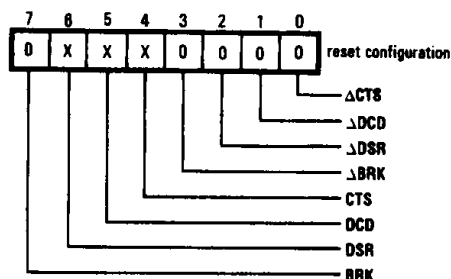 7 6 5 4 3 2 1 0
0 X X X 0 0 0 0 reset configuration
ΔCTS
ΔDCD
ΔDSR
ΔBRK
CTS
DCD
DSR
BRK